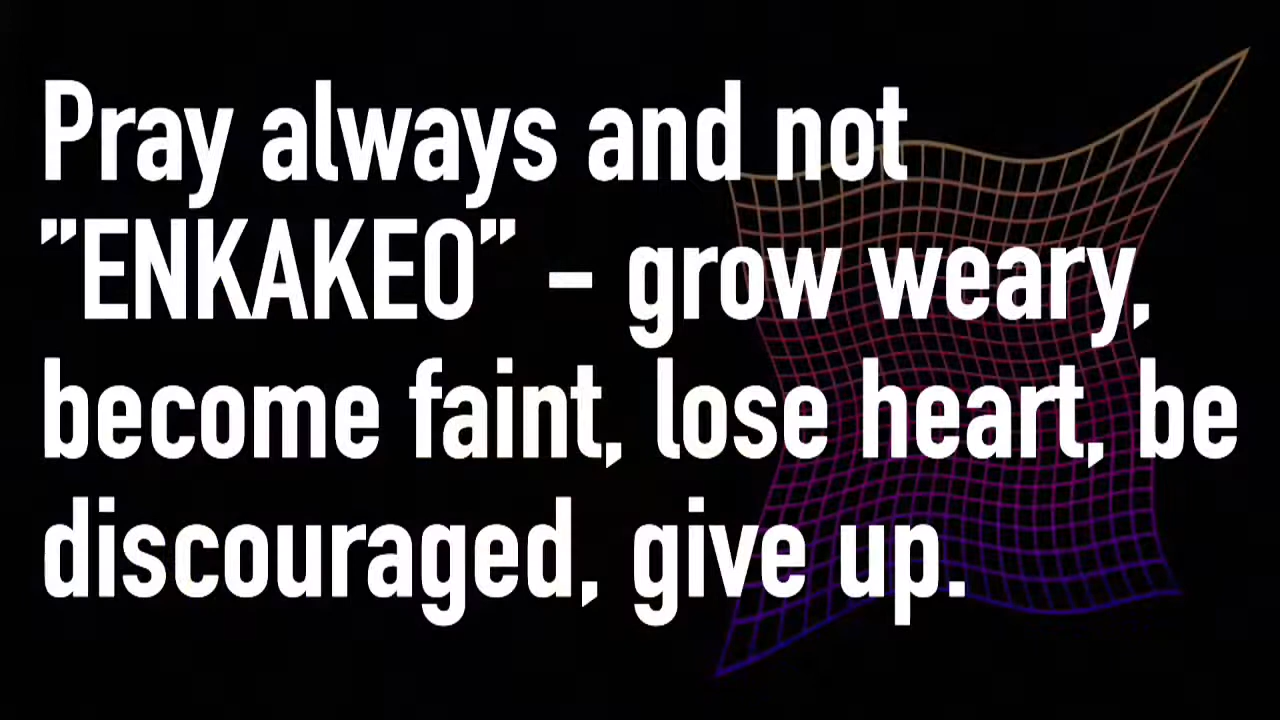 Pray always and not
"ENKAKEO" - grow weary,
become faint, lose heart, be
discouraged, give up.